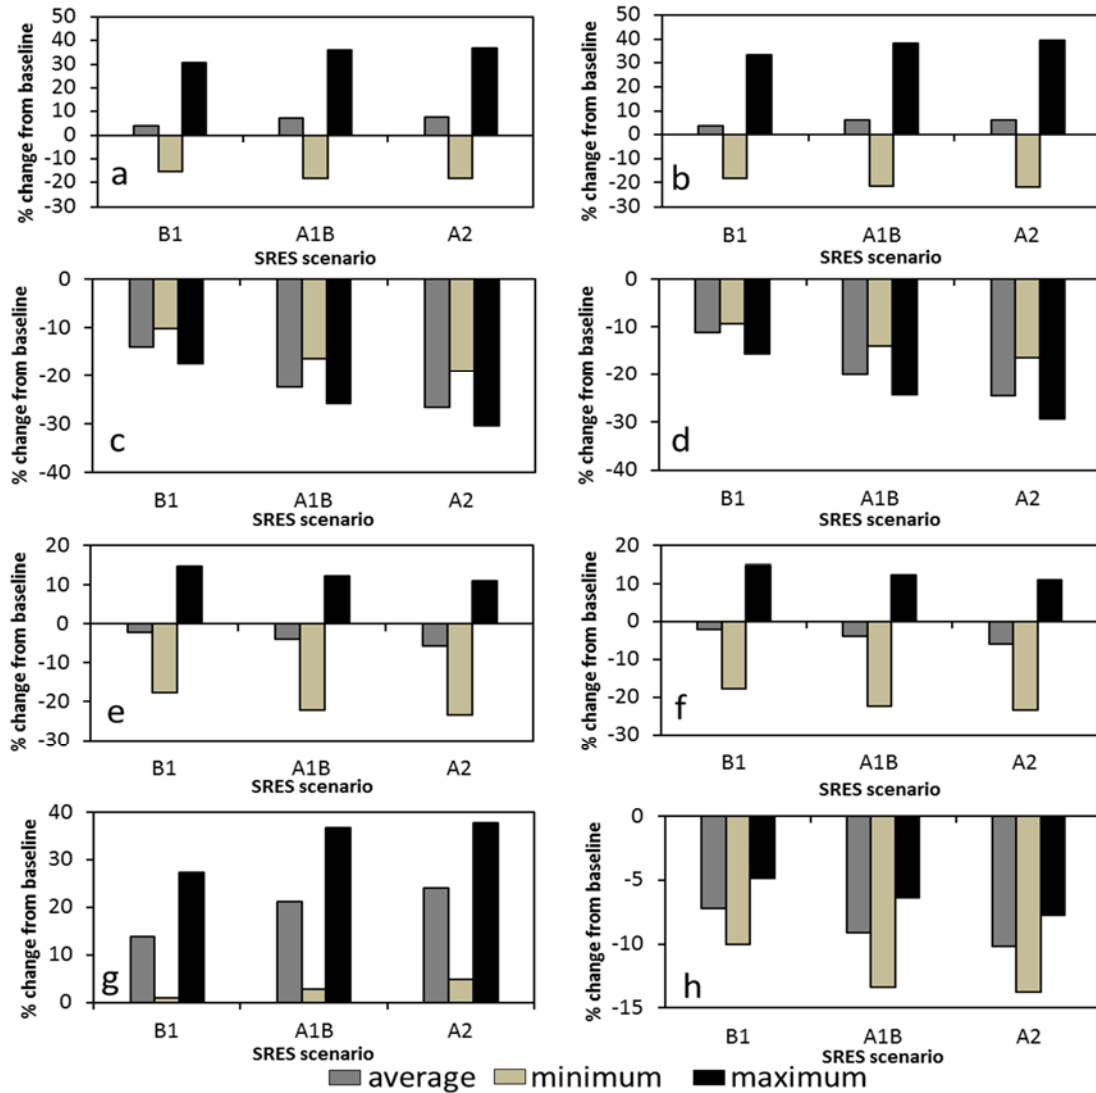 % change from baseline
50
40
30
20
10
0
-10
-20
-30
a
B1 A1B A2
SRES scenario
% change from baseline
50
40
30
20
10
0
-10
-20
-30
b
B1 A1B A2
SRES scenario
% change from baseline
0
-10
-20
-30
-40
c
B1 A1B A2
SRES scenario
% change from baseline
0
-10
-20
-30
-40
d
B1 A1B A2
SRES scenario
% change from baseline
20
10
0
-10
-20
-30
e
B1 A1B A2
SRES scenario
% change from baseline
20
10
0
-10
-20
-30
f
B1 A1B A2
SRES scenario
% change from baseline
40
30
20
10
0
g
B1 A1B A2
SRES scenario
% change from baseline
0
-5
-10
-15
h
B1 A1B A2
SRES scenario
average minimum maximum